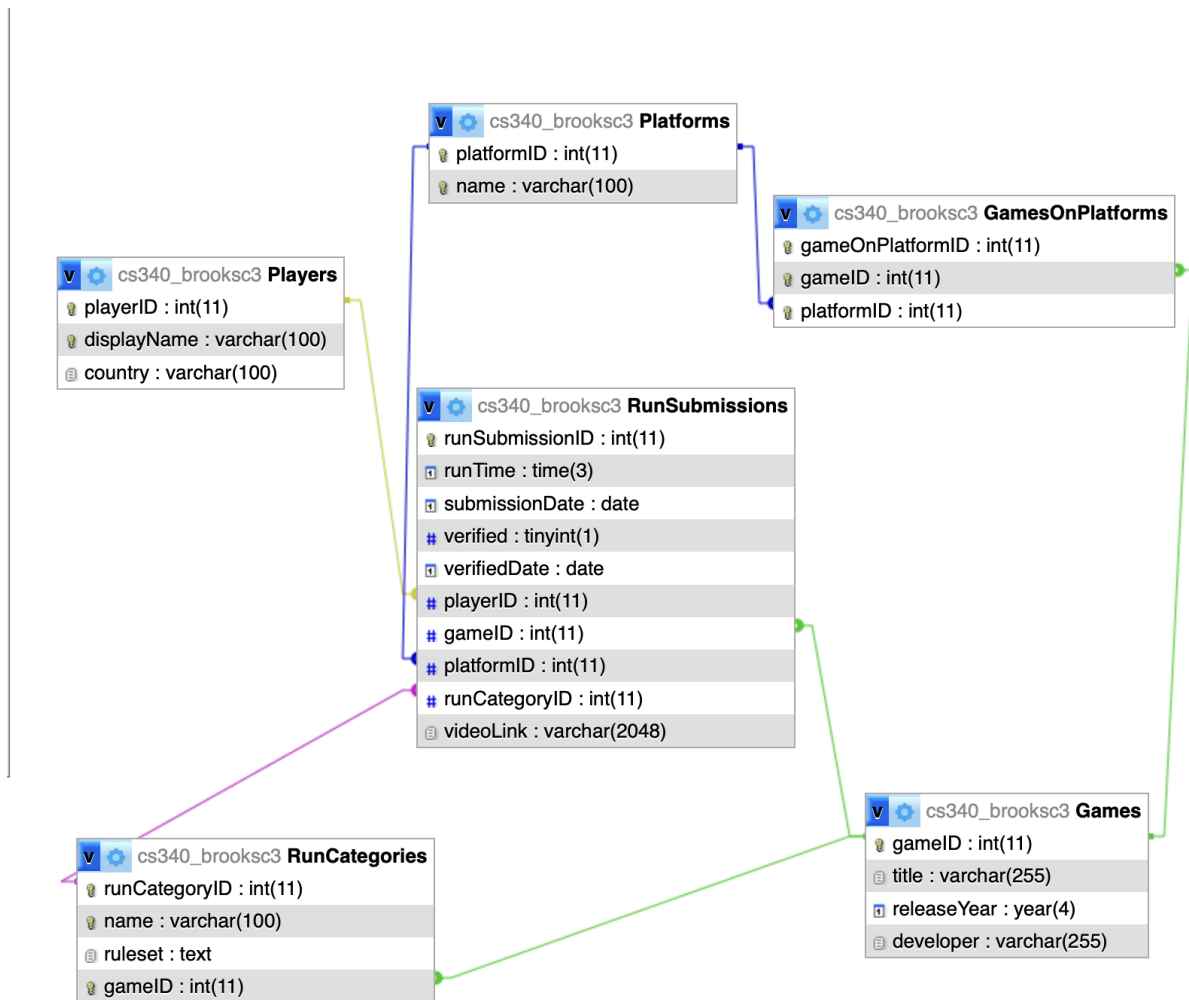 v cs340_brooksc3 Platforms
platformID : int(11)
name : varchar(100)
v cs340_brooksc3 GamesOnPlatforms
gameOnPlatformID : int(11)
gameID : int(11)
platformID : int(11)
v cs340_brooksc3 Players
playerID : int(11)
displayName : varchar(100)
country : varchar(100)
v cs340_brooksc3 RunSubmissions
runSubmissionID : int(11)
runTime : time(3)
submissionDate : date
# verified : tinyint(1)
verifiedDate : date
# playerID : int(11)
# gameID : int(11)
# platformID : int(11)
# runCategoryID : int(11)
videoLink : varchar(2048)
v cs340_brooksc3 Games
gameID : int(11)
title : varchar(255)
releaseYear : year(4)
developer : varchar(255)
v cs340_brooksc3 RunCategories
runCategoryID : int(11)
name : varchar(100)
ruleset : text
gameID : int(11)